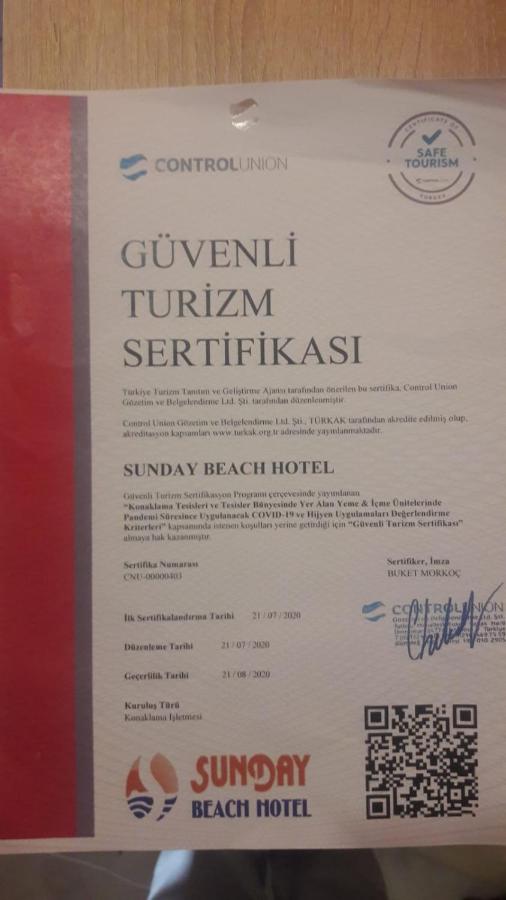 CONTROLUNION
CERTIFICATE OF
SAFE
TOURISM
GÜVENLİ
TURİZM
SERTİFİKASI
Türkiye Turizm Tanıtım ve Geliştirme Ajansı tarafından önerilen bu sertifika, Control Union
Gözetim ve Belgelendirme Ltd. Şti. tarafından düzenlenmiştir.
Control Union Gözetim ve Belgelendirme Ltd. Şti., TÜRKAK tarafından akredite edilmiş olup,
akreditasyon kapsamları www.turkak.org.tr adresinde yayınlanmaktadır.
SUNDAY BEACH HOTEL
Güvenli Turizm Sertifikasyon Programı çerçevesinde yayınlanan
"Konaklama Tesisleri ve Tesisler Bünyesinde Yer Alan Yeme & İçme Ünitelerinde
Pandemi Süresince Uygulanacak COVID-19 ve Hijyen Uygulamaları Değerlendirme
Kriterleri" kapsamında istenen koşulları yerine getirdiği için "Güvenli Turizm Sertifikası"
almaya hak kazanmıştır.
Sertifika Numarası
CNU-00000403
Sertifiker, İmza
BUKET MORKOÇ
İlk Sertifikalandırma Tarihi 21 / 07 / 2020
CONTROLUNION
Düzenleme Tarihi 21 / 07 / 2020
Geçerlilik Tarihi 21 / 08 / 2020
Kuruluş Türü
Konaklama İşletmesi
SUNDAY
BEACH HOTEL